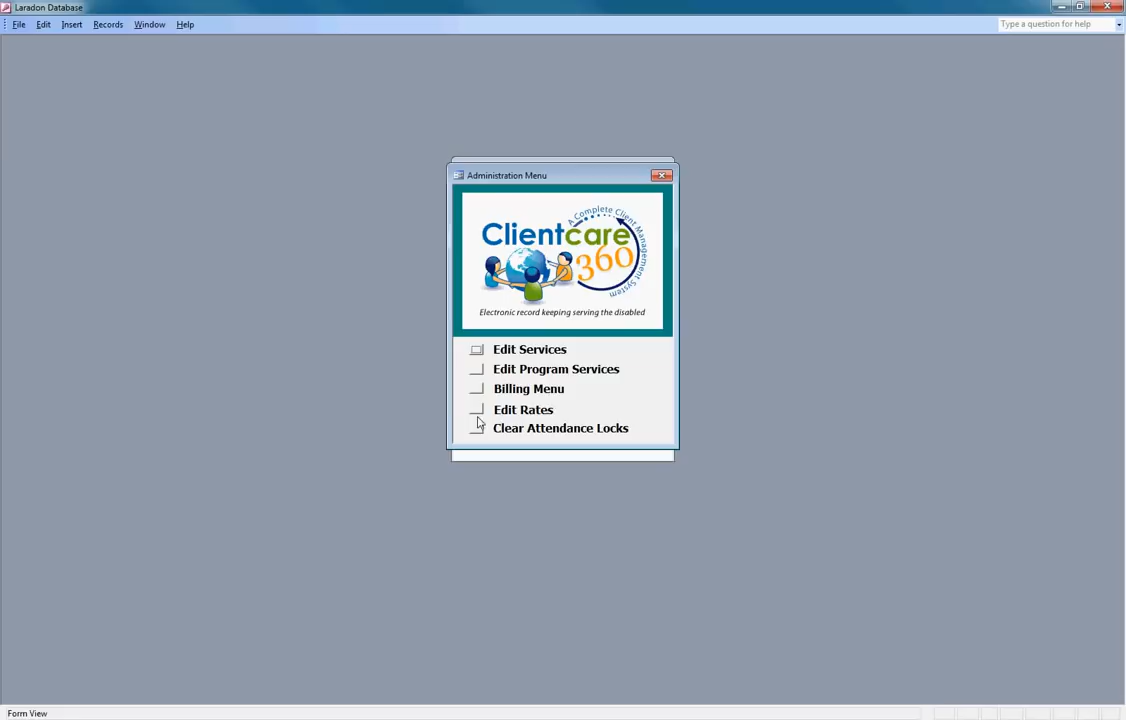 Laradon Database
File Edit Insert Records Window Help
Type a question for help
Administration Menu
A Complete Client Management System
Clientcare
360
Electronic record keeping serving the disabled
Edit Services
Edit Program Services
Billing Menu
Edit Rates
Clear Attendance Locks
Form View